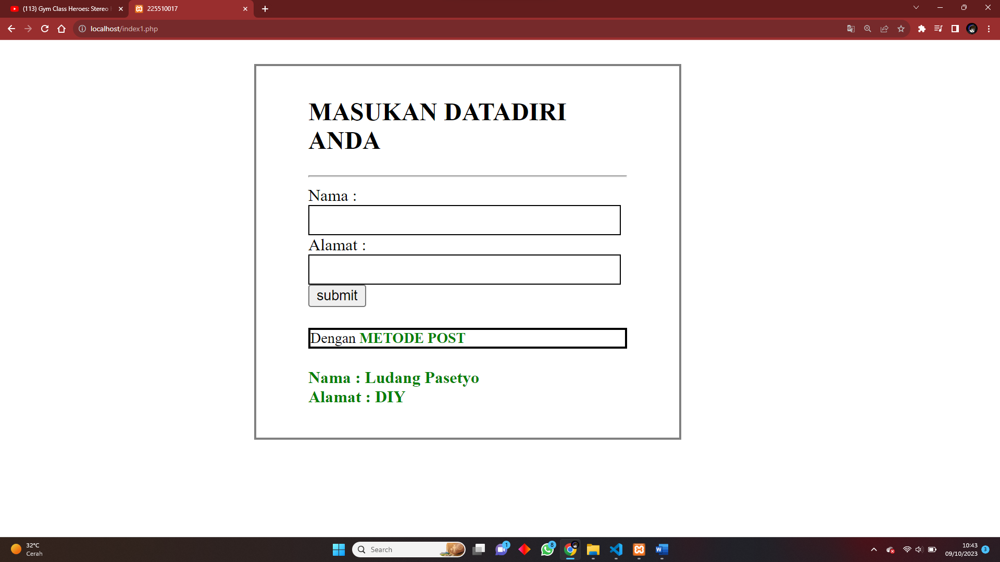 (113) Gym Class Heroes: Stereo
225510017
localhost/index1.php
MASUKAN DATADIRI
ANDA
Nama :
Alamat :
submit
Dengan METODE POST
Nama : Ludang Pasetyo
Alamat : DIY
32°C
Cerah
Search
1
8
10:43
09/10/2023
3